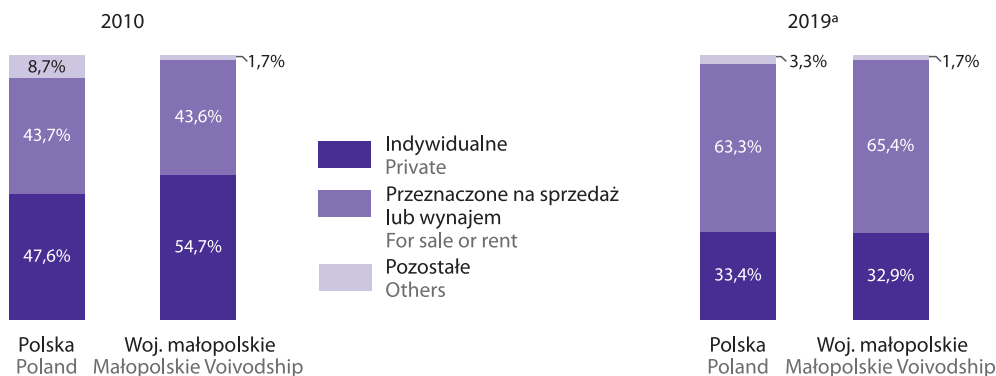 2010
8,7%
43,7%
47,6%
1,7%
43,6%
54,7%
Polska
Poland
Woj. małopolskie
Małopolskie Voivodship
Indywidualne
Private
Przeznaczone na sprzedaż
lub wynajem
For sale or rent
Pozostałe
Others
2019ᵃ
3,3%
63,3%
33,4%
1,7%
65,4%
32,9%
Polska
Poland
Woj. małopolskie
Małopolskie Voivodship